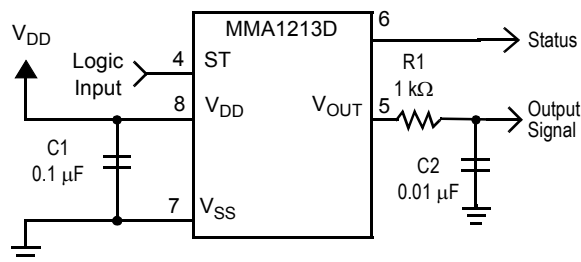 MMA1213D
6
Status
V_DD
Logic
Input
4
ST
R1
1 kΩ
8
V_DD
V_OUT
5
Output
Signal
C1
0.1 μF
C2
0.01 μF
7
V_SS